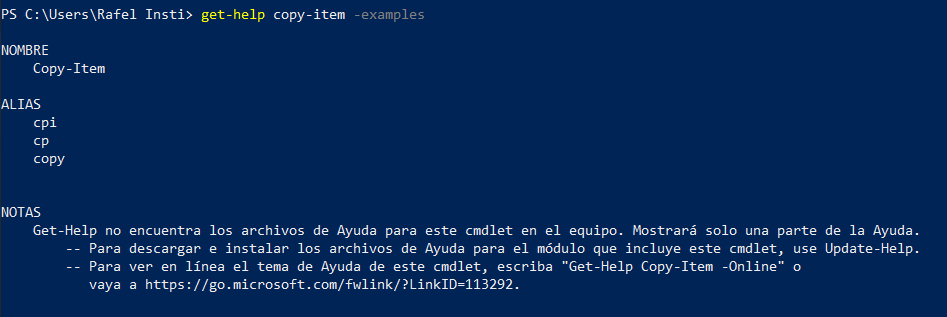 PS C:\Users\Rafel Insti> get-help copy-item -examples
NOMBRE
Copy-Item
ALIAS
cpi
cp
copy
NOTAS
Get-Help no encuentra los archivos de Ayuda para este cmdlet en el equipo. Mostrará solo una parte de la Ayuda.
-- Para descargar e instalar los archivos de Ayuda para el módulo que incluye este cmdlet, use Update-Help.
-- Para ver en línea el tema de Ayuda de este cmdlet, escriba "Get-Help Copy-Item -Online" o
vaya a https://go.microsoft.com/fwlink/?LinkID=113292.